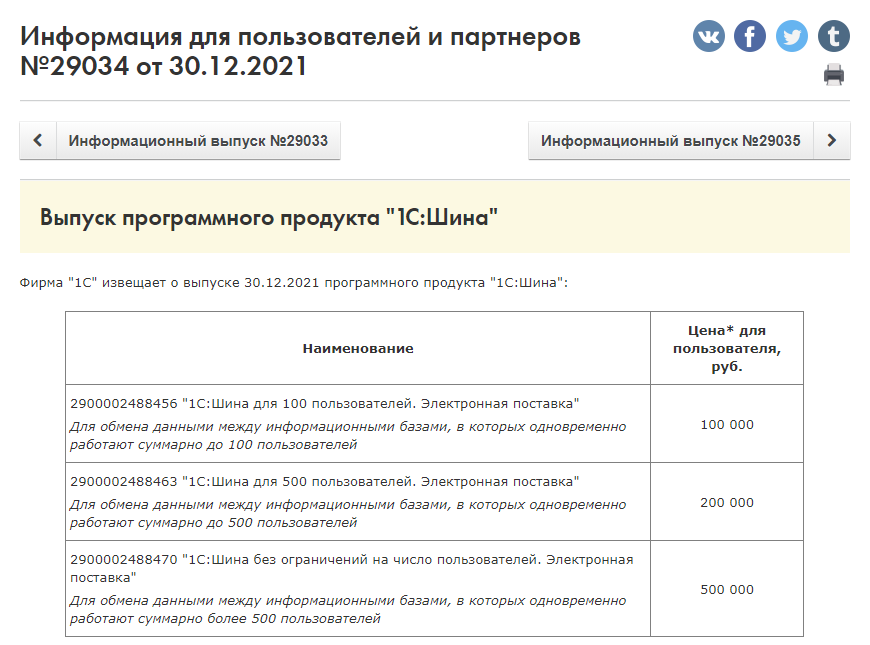 Информация для пользователей и партнеров
№29034 от 30.12.2021
Информационный выпуск №29033
Информационный выпуск №29035
Выпуск программного продукта "1С:Шина"
Фирма "1С" извещает о выпуске 30.12.2021 программного продукта "1С:Шина":
Наименование
Цена* для
пользователя,
руб.
2900002488456 "1С:Шина для 100 пользователей. Электронная поставка"
Для обмена данными между информационными базами, в которых одновременно
работают суммарно до 100 пользователей
100 000
2900002488463 "1С:Шина для 500 пользователей. Электронная поставка"
Для обмена данными между информационными базами, в которых одновременно
работают суммарно до 500 пользователей
200 000
2900002488470 "1С:Шина без ограничений на число пользователей. Электронная
поставка"
Для обмена данными между информационными базами, в которых одновременно
работают суммарно более 500 пользователей
500 000